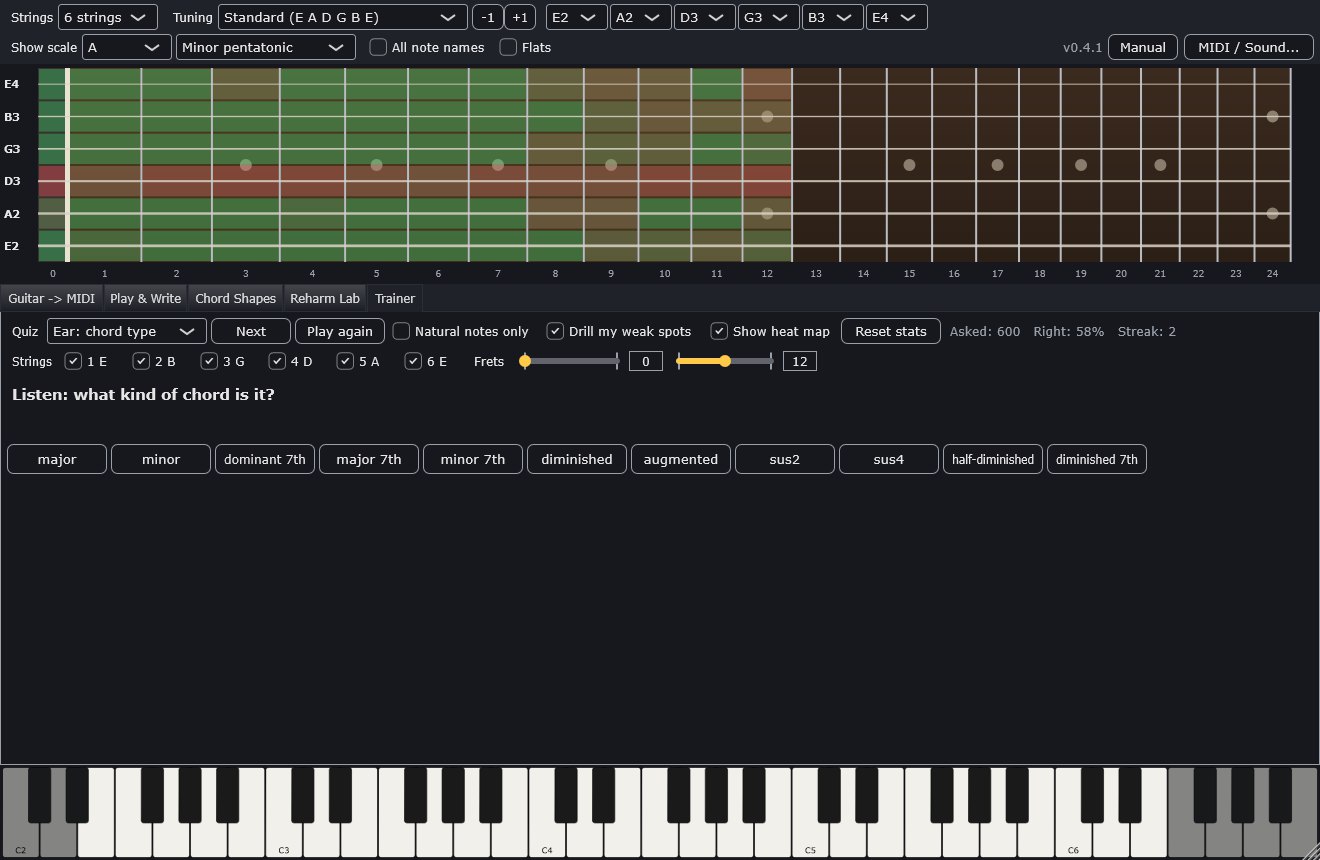 Strings 6 strings Tuning Standard (E A D G B E) -1 +1 E2 A2 D3 G3 B3 E4
Show scale A Minor pentatonic All note names Flats v0.4.1 Manual MIDI / Sound...
E4
B3
G3
D3
A2
E2
0 1 2 3 4 5 6 7 8 9 10 11 12 13 14 15 16 17 18 19 20 21 22 23 24
Guitar -> MIDI Play & Write Chord Shapes Reharm Lab Trainer
Quiz Ear: chord type Next Play again Natural notes only Drill my weak spots Show heat map Reset stats Asked: 600 Right: 58% Streak: 2
Strings 1 E 2 B 3 G 4 D 5 A 6 E Frets 0 12
Listen: what kind of chord is it?
major minor dominant 7th major 7th minor 7th diminished augmented sus2 sus4 half-diminished diminished 7th
C2 C3 C4 C5 C6